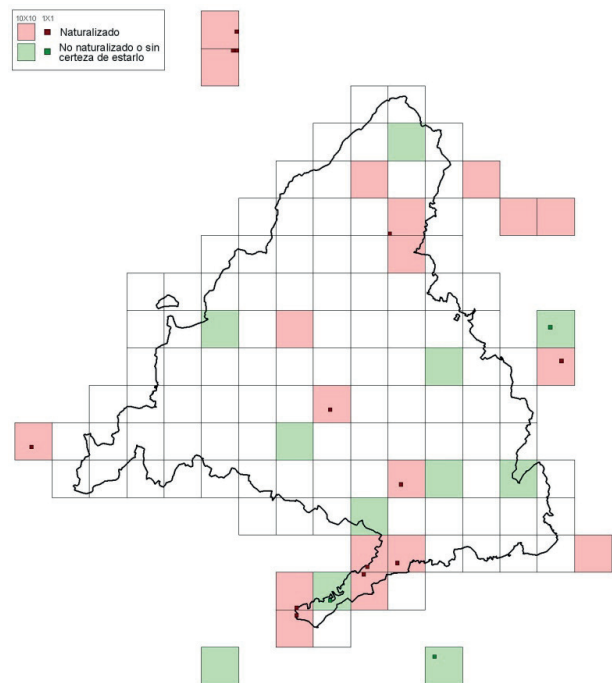 10X10 1X1
Naturalizado
No naturalizado o sin
certeza de estarlo